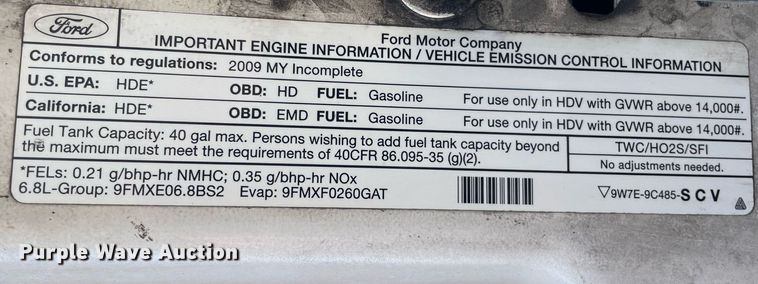 Ford
Ford Motor Company
IMPORTANT ENGINE INFORMATION / VEHICLE EMISSION CONTROL INFORMATION
Conforms to regulations: 2009 MY Incomplete
U.S. EPA: HDE* OBD: HD FUEL: Gasoline For use only in HDV with GVWR above 14,000#.
California: HDE* OBD: EMD FUEL: Gasoline For use only in HDV with GVWR above 14,000#.
Fuel Tank Capacity: 40 gal max. Persons wishing to add fuel tank capacity beyond
the maximum must meet the requirements of 40CFR 86.095-35 (g)(2).
TWC/HO2S/SFI
No adjustments needed.
*FELs: 0.21 g/bhp-hr NMHC; 0.35 g/bhp-hr NOx
6.8L-Group: 9FMXE06.8BS2 Evap: 9FMXF0260GAT
▽9W7E-9C485-SCV
Purple Wave Auction